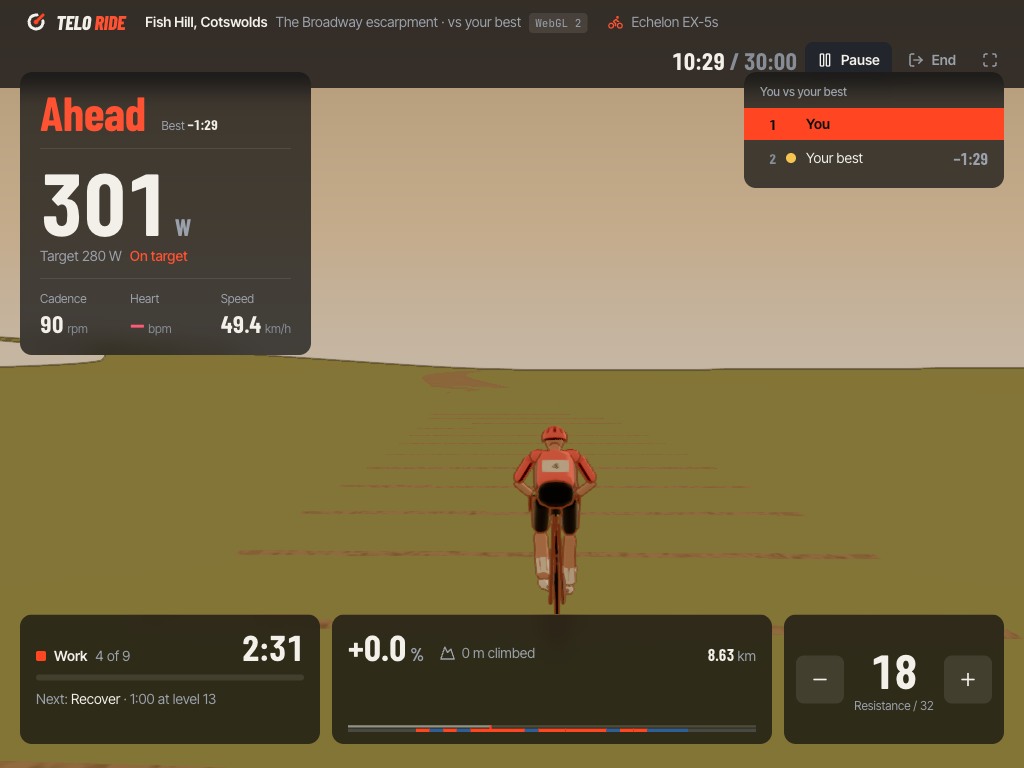 TELO RIDE Fish Hill, Cotswolds The Broadway escarpment · vs your best WebGL 2 Echelon EX-5s
10:29 / 30:00 Pause End
Ahead Best −1:29
301 W
Target 280 W On target
Cadence Heart Speed
90 rpm — bpm 49.4 km/h
You vs your best
1 You
2 Your best −1:29
4
Work 4 of 9 2:31
Next: Recover · 1:00 at level 13
+0.0 % 0 m climbed 8.63 km
− 18 +
Resistance / 32